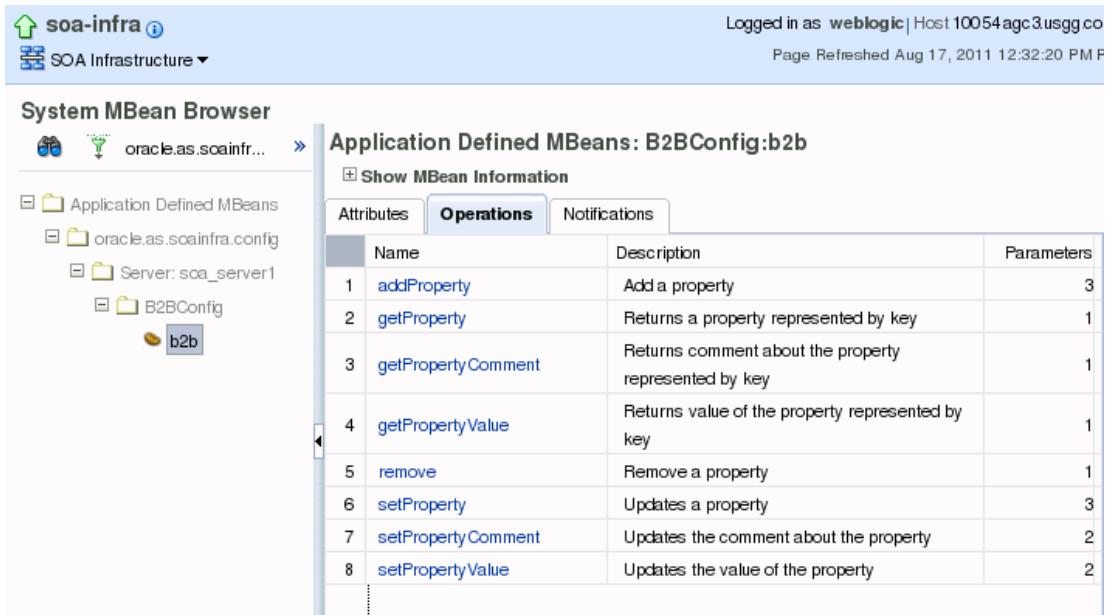 soa-infra
Logged in as weblogic| Host 10054agc3.usgg.co
SOA Infrastructure
Page Refreshed Aug 17, 2011 12:32:20 PM P
System MBean Browser
oracle.as.soainfr... »
Application Defined MBeans
oracle.as.soainfra.config
Server: soa_server1
B2BConfig
b2b
Application Defined MBeans: B2BConfig:b2b
Show MBean Information
Attributes Operations Notifications
Name Description Parameters
1 addProperty Add a property 3
2 getProperty Returns a property represented by key 1
3 getPropertyComment Returns comment about the property
represented by key 1
4 getPropertyValue Returns value of the property represented by
key 1
5 remove Remove a property 1
6 setProperty Updates a property 3
7 setPropertyComment Updates the comment about the property 2
8 setPropertyValue Updates the value of the property 2